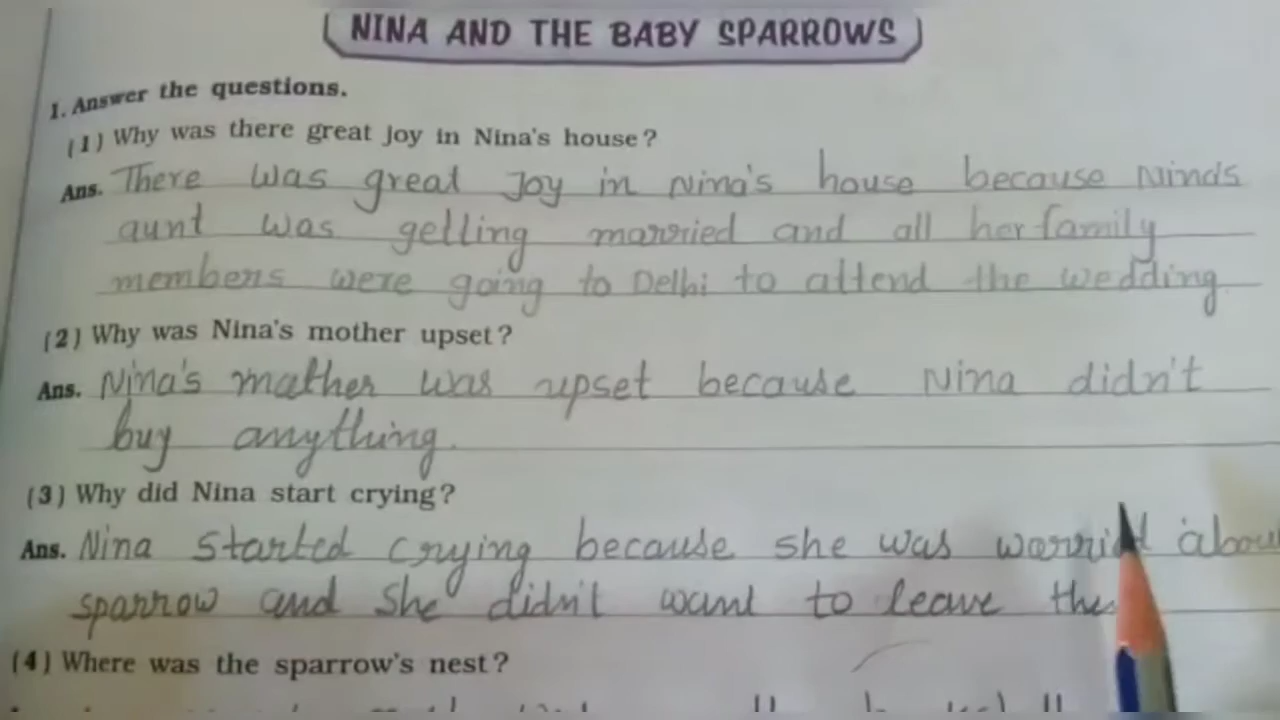 NINA AND THE BABY SPARROWS
1. Answer the questions.
(1) Why was there great joy in Nina's house?
Ans. There was great Joy in Nina's house because Nina's
aunt was getting married and all her family
members were going to Delhi to attend the wedding.
(2) Why was Nina's mother upset?
Ans. Nina's mather was upset because Nina didn't
buy anything.
(3) Why did Nina start crying?
Ans. Nina started crying because she was worried abou
sparrow and she didn't want to leave
(4) Where was the sparrow's nest?